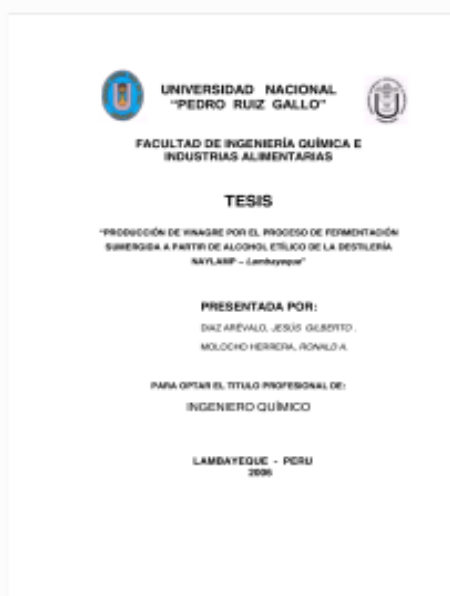 UNIVERSIDAD NACIONAL
"PEDRO RUIZ GALLO"
FACULTAD DE INGENIERÍA QUÍMICA E
INDUSTRIAS ALIMENTARIAS
TESIS
"PRODUCCIÓN DE VINAGRE POR EL PROCESO DE FERMENTACIÓN
SUMERGIDA A PARTIR DE ALCOHOL ETÍLICO DE LA DESTILERÍA
NAYLAMP – Lambayeque"
PRESENTADA POR:
DIAZ ARÉVALO, JESÚS GILBERTO .
MOLOCHO HERRERA, RONALD A.
PARA OPTAR EL TITULO PROFESIONAL DE:
INGENIERO QUÍMICO
LAMBAYEQUE - PERU
2006